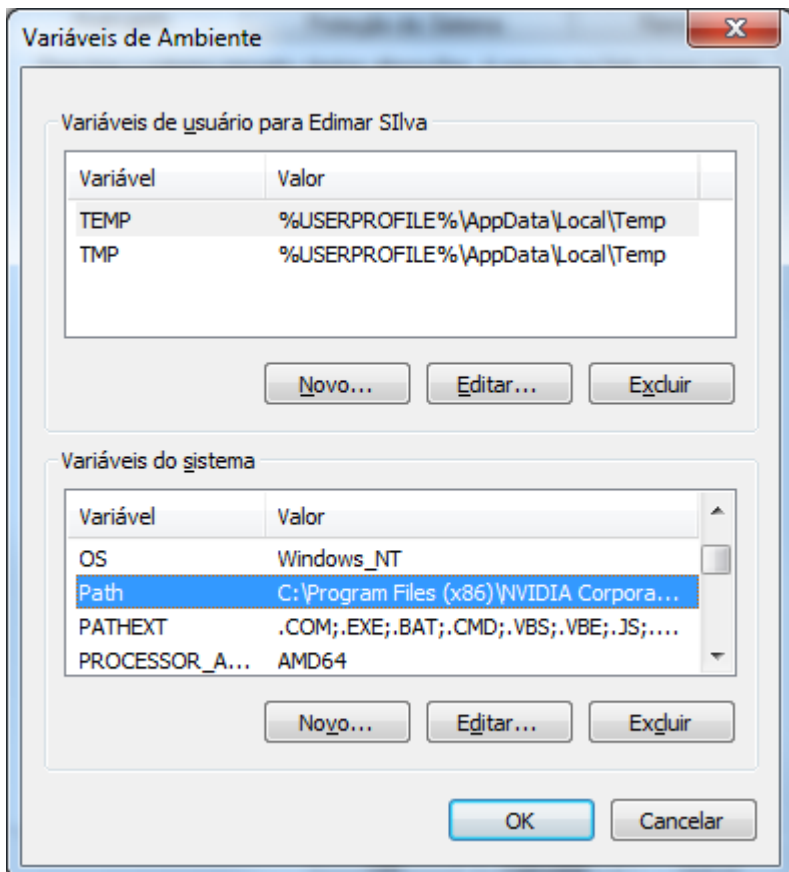 Variáveis de Ambiente
Variáveis de usuário para Edimar SIlva
Variável Valor
TEMP %USERPROFILE%\AppData\Local\Temp
TMP %USERPROFILE%\AppData\Local\Temp
Novo... Editar... Excluir
Variáveis do sistema
Variável Valor
OS Windows_NT
Path C:\Program Files (x86)\NVIDIA Corpora...
PATHEXT .COM;.EXE;.BAT;.CMD;.VBS;.VBE;.JS;....
PROCESSOR_A... AMD64
Novo... Editar... Excluir
OK Cancelar